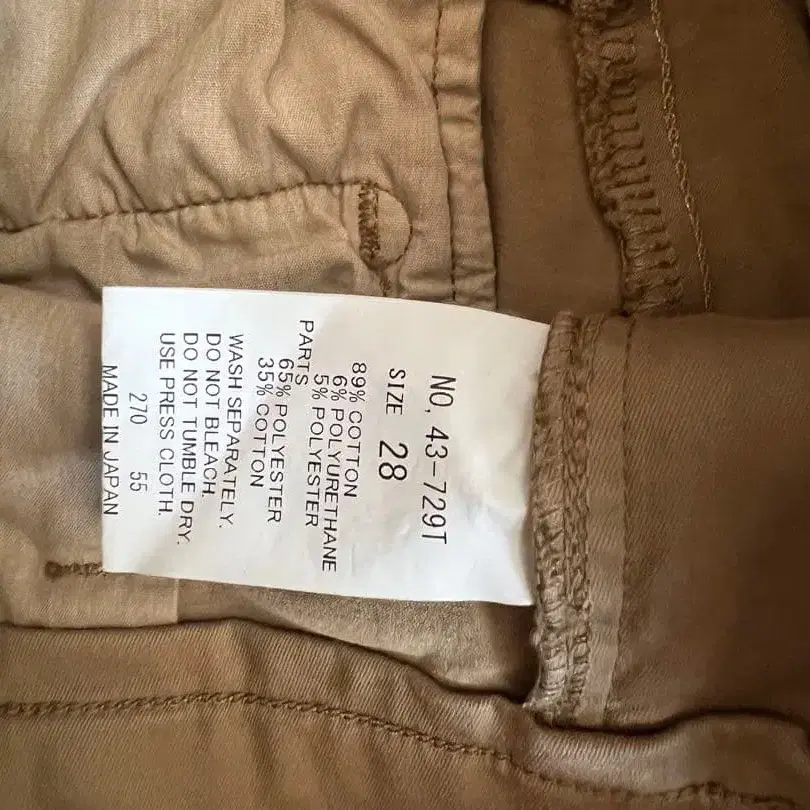 NO, 43-729T
SIZE 28
89% COTTON
6% POLYURETHANE
5% POLYESTER
PARTS
65% POLYESTER
35% COTTON
WASH SEPARATELY.
DO NOT BLEACH.
DO NOT TUMBLE DRY.
USE PRESS CLOTH.
270 55
MADE IN JAPAN